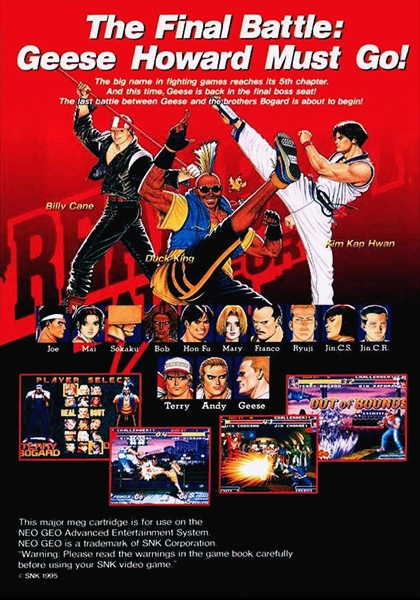 The Final Battle:
Geese Howard Must Go!
The big name in fighting games reaches its 5th chapter.
And this time, Geese is back in the final boss seat!
The last battle between Geese and the brothers Bogard is about to begin!
Billy Cane
Duck King
Kim Kap Hwan
REAL
Joe Mai Sokaku Bob Hon Fu Mary Franco Ryuji Jin.C.S. Jin.C.R.
Terry Andy Geese
PLAYER SELECT
REAL BOUT
TERRY
BOGARD
OUT of BOUNDS
This major meg cartridge is for use on the
NEO GEO Advanced Entertainment System.
NEO GEO is a trademark of SNK Corporation.
"Warning: Please read the warnings in the game book carefully
before using your SNK video game."
© SNK 1995